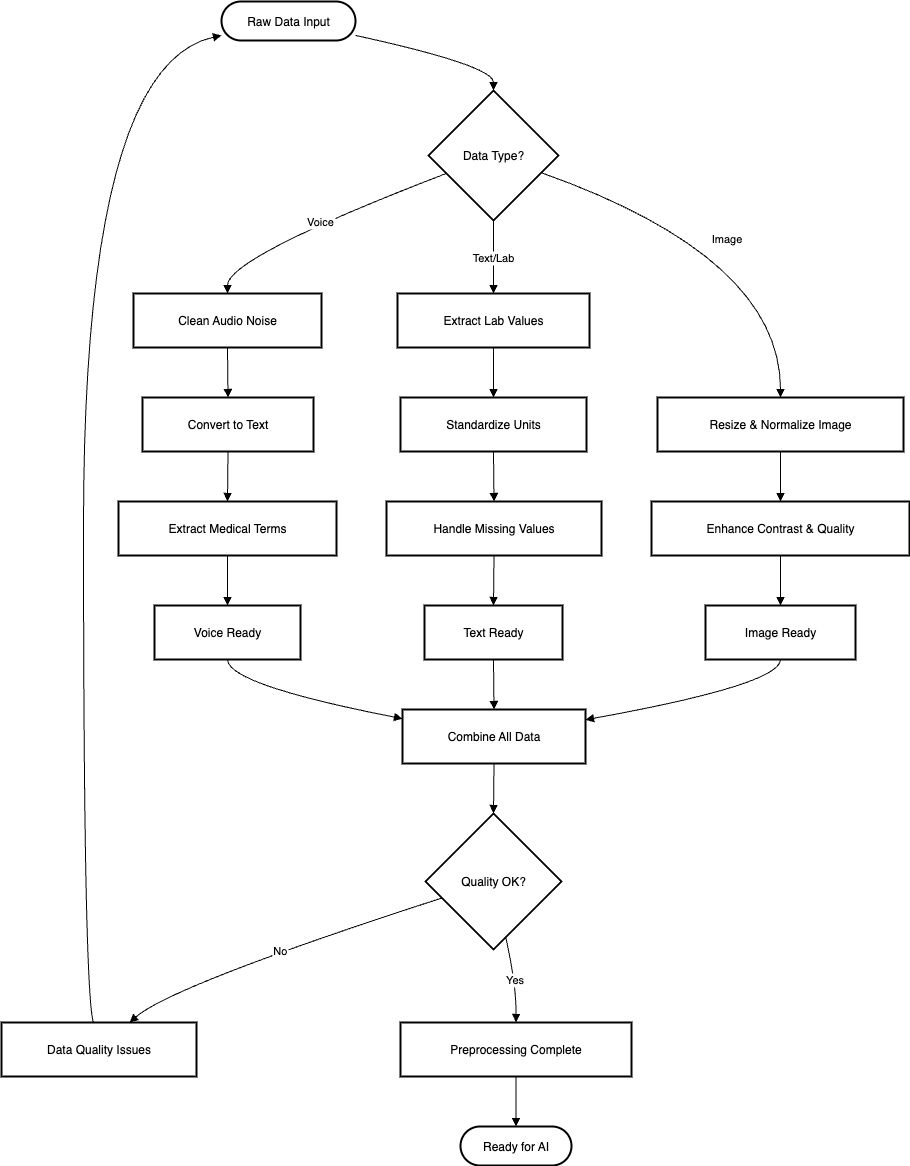 Raw Data Input
Data Type?
Voice
Image
Text/Lab
Clean Audio Noise
Extract Lab Values
Convert to Text
Standardize Units
Resize & Normalize Image
Extract Medical Terms
Handle Missing Values
Enhance Contrast & Quality
Voice Ready
Text Ready
Image Ready
Combine All Data
Quality OK?
No
Yes
Data Quality Issues
Preprocessing Complete
Ready for AI